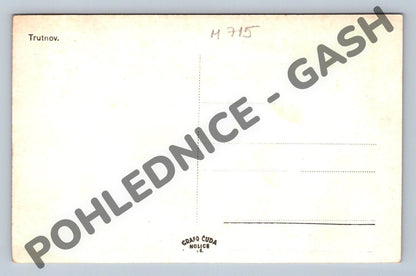 Trutnov.
M 715
POHLEDNICE - GASH
GRAFO ČUDA
HOLICE